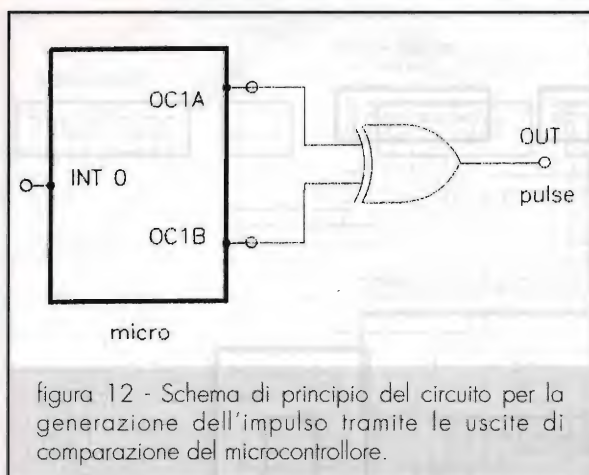 OC1A
OUT
INT 0
pulse
OC1B
micro
figura 12 - Schema di principio del circuito per la
generazione dell'impulso tramite le uscite di
comparazione del microcontrollore.